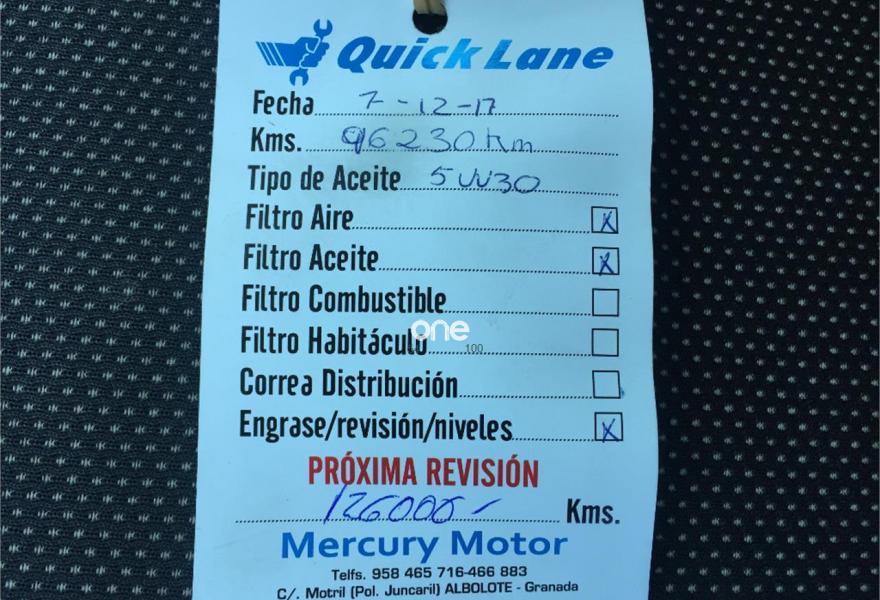 Quick Lane
Fecha 7-12-17
Kms. 96230 Km
Tipo de Aceite 5W30
Filtro Aire X
Filtro Aceite X
Filtro Combustible
Filtro Habitáculo
one
100
Correa Distribución
Engrase/revisión/niveles X
PRÓXIMA REVISIÓN
126000 - Kms.
Mercury Motor
Telfs. 958 465 716-466 883
C/. Motril (Pol. Juncaril) ALBOLOTE - Granada